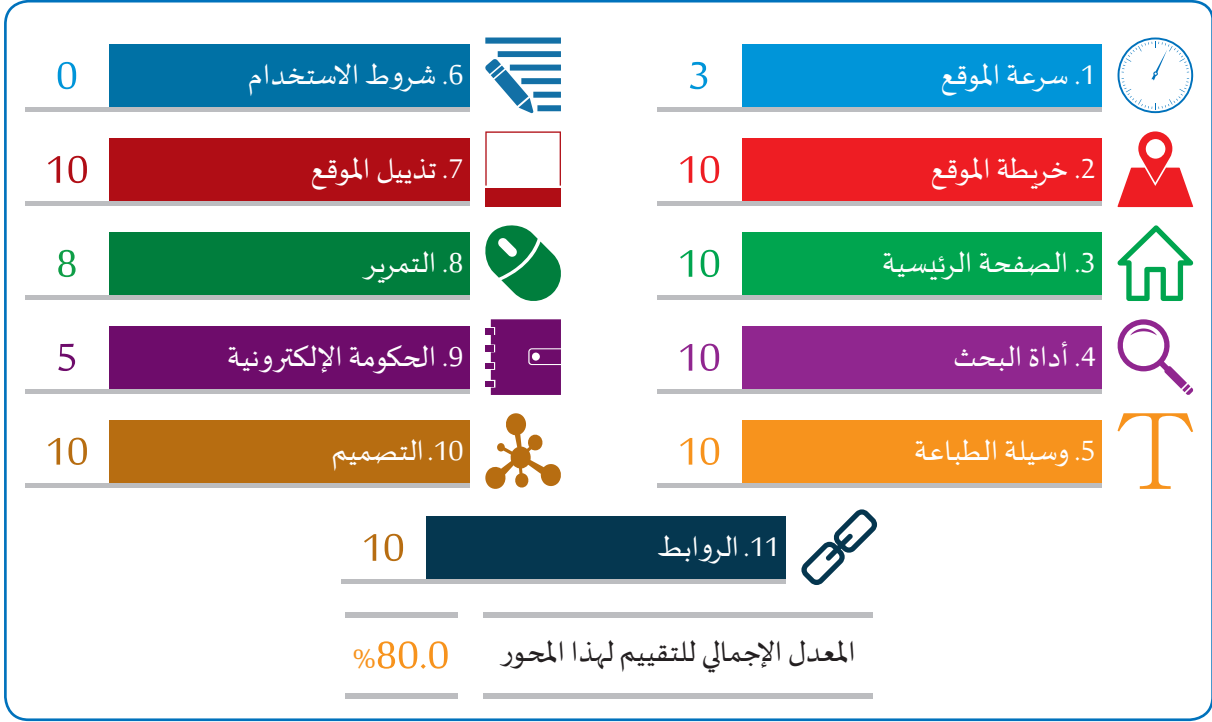 1. سرعة الموقع 3
2. خريطة الموقع 10
3. الصفحة الرئيسية 10
4. أداة البحث 10
5. وسيلة الطباعة 10
6. شروط الاستخدام 0
7. تذييل الموقع 10
8. التمرير 8
9. الحكومة الإلكترونية 5
10. التصميم 10
11. الروابط 10
المعدل الإجمالي للتقييم لهذا المحور %80.0